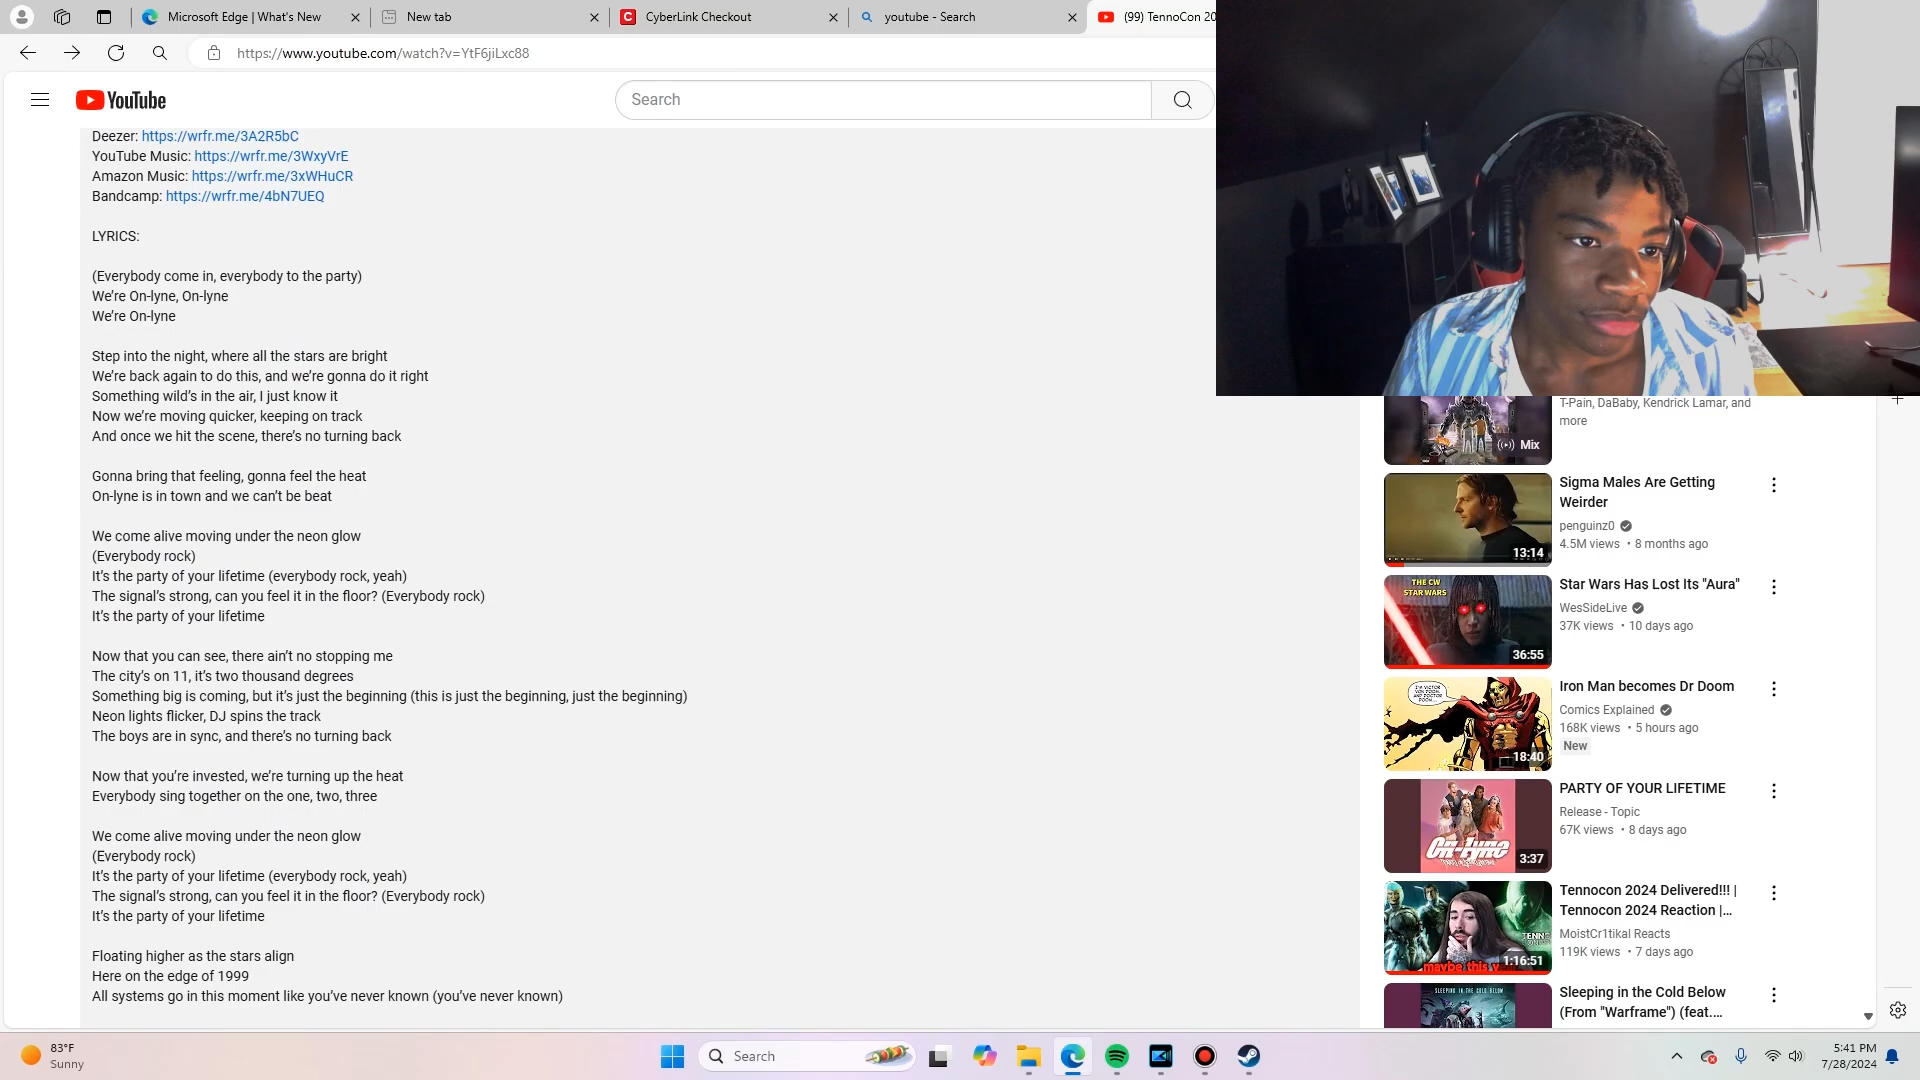 Microsoft Edge | What's New
New tab
CyberLink Checkout
youtube - Search
(99) TennoCon 20
https://www.youtube.com/watch?v=YtF6jiLxc88
YouTube
Search
Deezer: https://wrfr.me/3A2R5bC
YouTube Music: https://wrfr.me/3WxyVrE
Amazon Music: https://wrfr.me/3xWHuCR
Bandcamp: https://wrfr.me/4bN7UEQ
LYRICS:
(Everybody come in, everybody to the party)
We’re On-lyne, On-lyne
We’re On-lyne
Step into the night, where all the stars are bright
We’re back again to do this, and we’re gonna do it right
Something wild’s in the air, I just know it
Now we’re moving quicker, keeping on track
And once we hit the scene, there’s no turning back
Gonna bring that feeling, gonna feel the heat
On-lyne is in town and we can’t be beat
We come alive moving under the neon glow
(Everybody rock)
It’s the party of your lifetime (everybody rock, yeah)
The signal’s strong, can you feel it in the floor? (Everybody rock)
It’s the party of your lifetime
Now that you can see, there ain’t no stopping me
The city’s on 11, it’s two thousand degrees
Something big is coming, but it’s just the beginning (this is just the beginning, just the beginning)
Neon lights flicker, DJ spins the track
The boys are in sync, and there’s no turning back
Now that you’re invested, we’re turning up the heat
Everybody sing together on the one, two, three
We come alive moving under the neon glow
(Everybody rock)
It’s the party of your lifetime (everybody rock, yeah)
The signal’s strong, can you feel it in the floor? (Everybody rock)
It’s the party of your lifetime
Floating higher as the stars align
Here on the edge of 1999
All systems go in this moment like you’ve never known (you’ve never known)
T-Pain, DaBaby, Kendrick Lamar, and
more
Mix
Sigma Males Are Getting
Weirder
penguinz0
4.5M views • 8 months ago
13:14
THE CW
STAR WARS
36:55
Star Wars Has Lost Its "Aura"
WesSideLive
37K views • 10 days ago
18:40
Iron Man becomes Dr Doom
Comics Explained
168K views • 5 hours ago
New
On-lyne
3:37
PARTY OF YOUR LIFETIME
Release - Topic
67K views • 8 days ago
maybe this
1:16:51
Tennocon 2024 Delivered!!! |
Tennocon 2024 Reaction |...
MoistCr1tikal Reacts
119K views • 7 days ago
SLEEPING IN THE COLD BELOW
Sleeping in the Cold Below
(From "Warframe") (feat....
83°F
Sunny
Search
5:41 PM
7/28/2024